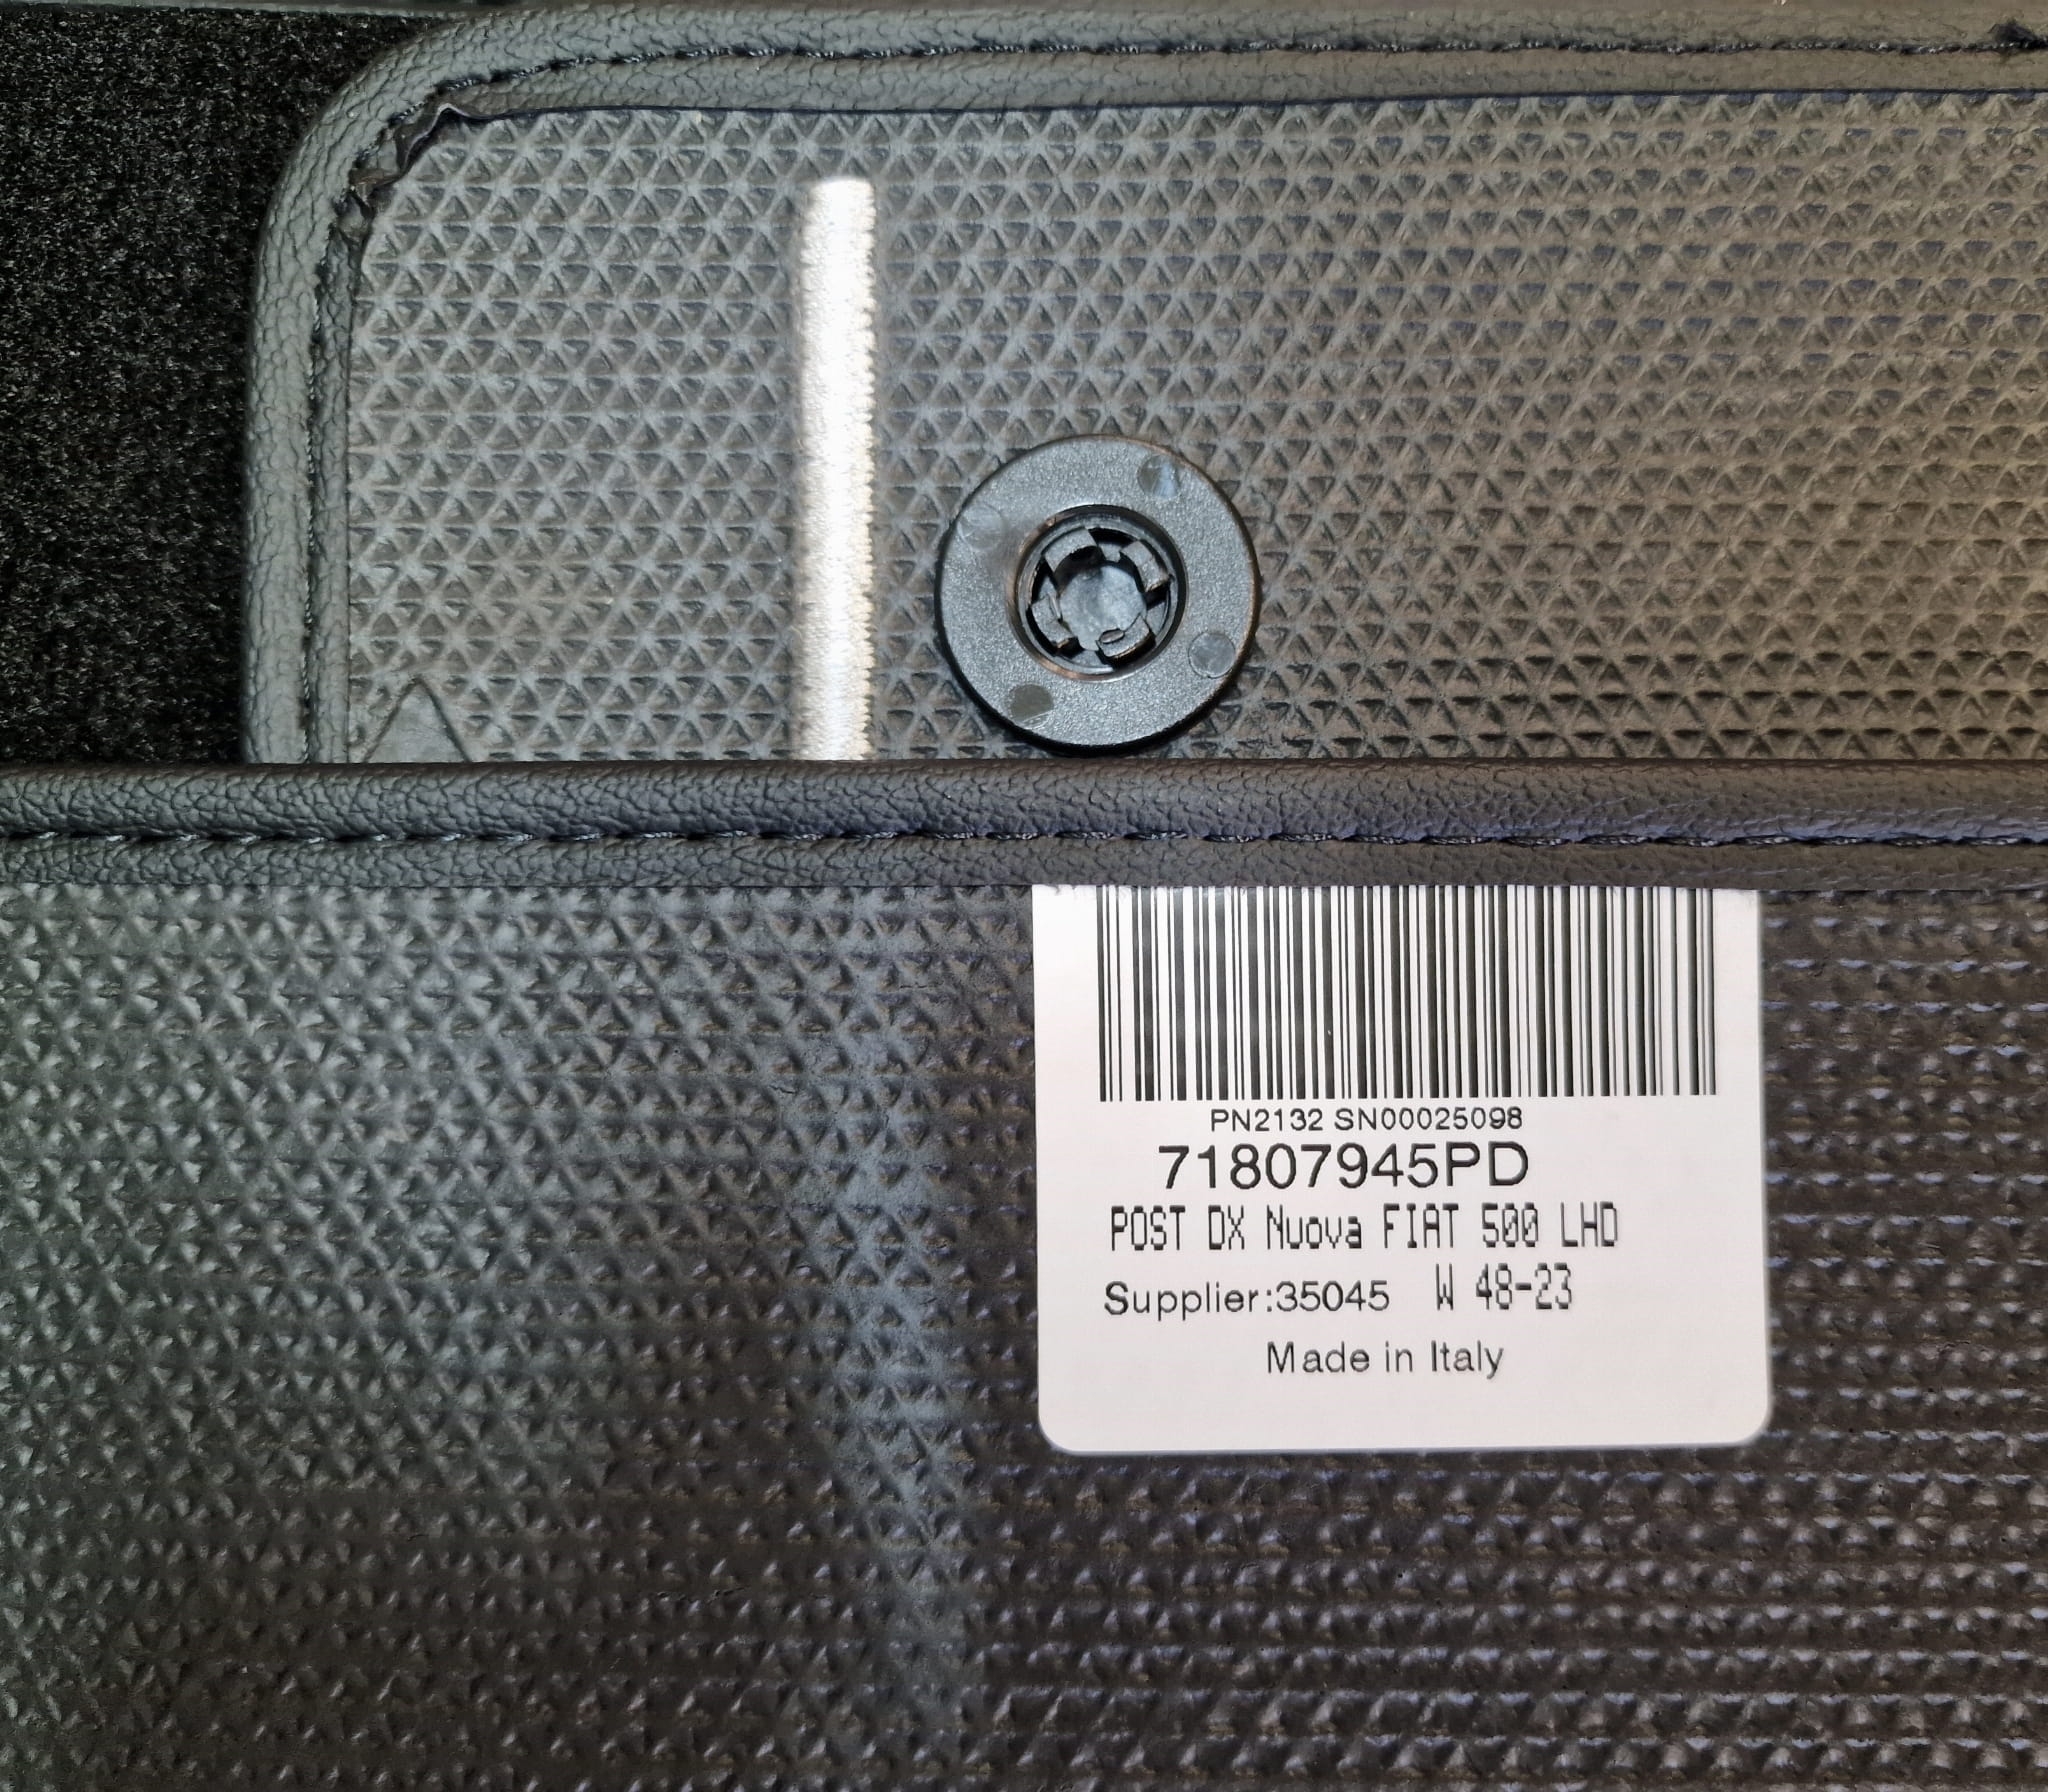 PN2132 SN00025098
71807945PD
POST DX Nuova FIAT 500 LHD
Supplier:35045 W 48-23
Made in Italy